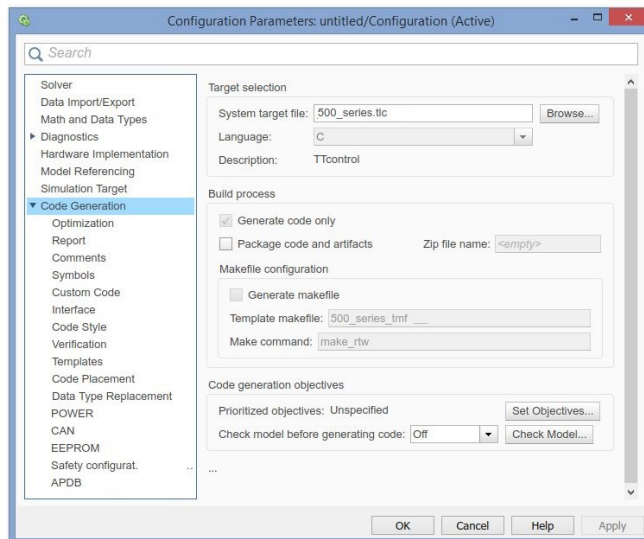 Configuration Parameters: untitled/Configuration (Active)
Search
Solver
Data Import/Export
Math and Data Types
Diagnostics
Hardware Implementation
Model Referencing
Simulation Target
Code Generation
Optimization
Report
Comments
Symbols
Custom Code
Interface
Code Style
Verification
Templates
Code Placement
Data Type Replacement
POWER
CAN
EEPROM
Safety configurat. ..
APDB
Target selection
System target file: 500_series.tlc Browse...
Language: C
Description: TTcontrol
Build process
Generate code only
Package code and artifacts Zip file name: <empty>
Makefile configuration
Generate makefile
Template makefile: 500_series_tmf __
Make command: make_rtw
Code generation objectives
Prioritized objectives: Unspecified Set Objectives...
Check model before generating code: Off Check Model...
...
OK Cancel Help Apply